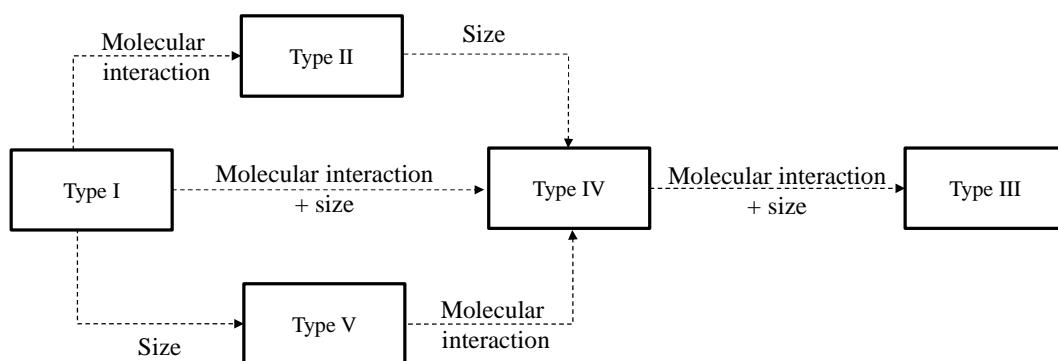 Molecular
interaction
Type II
Size
Type I
Molecular interaction
+ size
Type IV
Molecular interaction
+ size
Type III
Size
Type V
Molecular
interaction